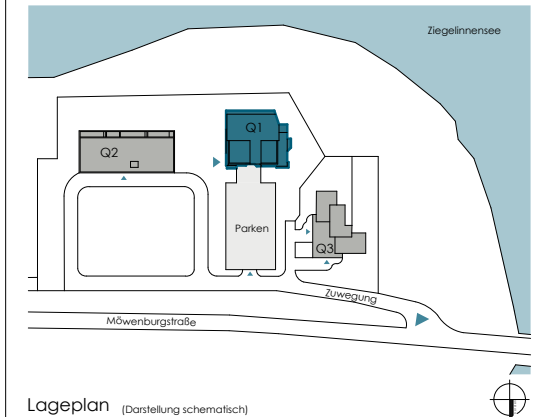 Ziegelinnensee
Q1
Q2
Parken
Q3
Zuwegung
Möwenburgstraße
Lageplan (Darstellung schematisch)